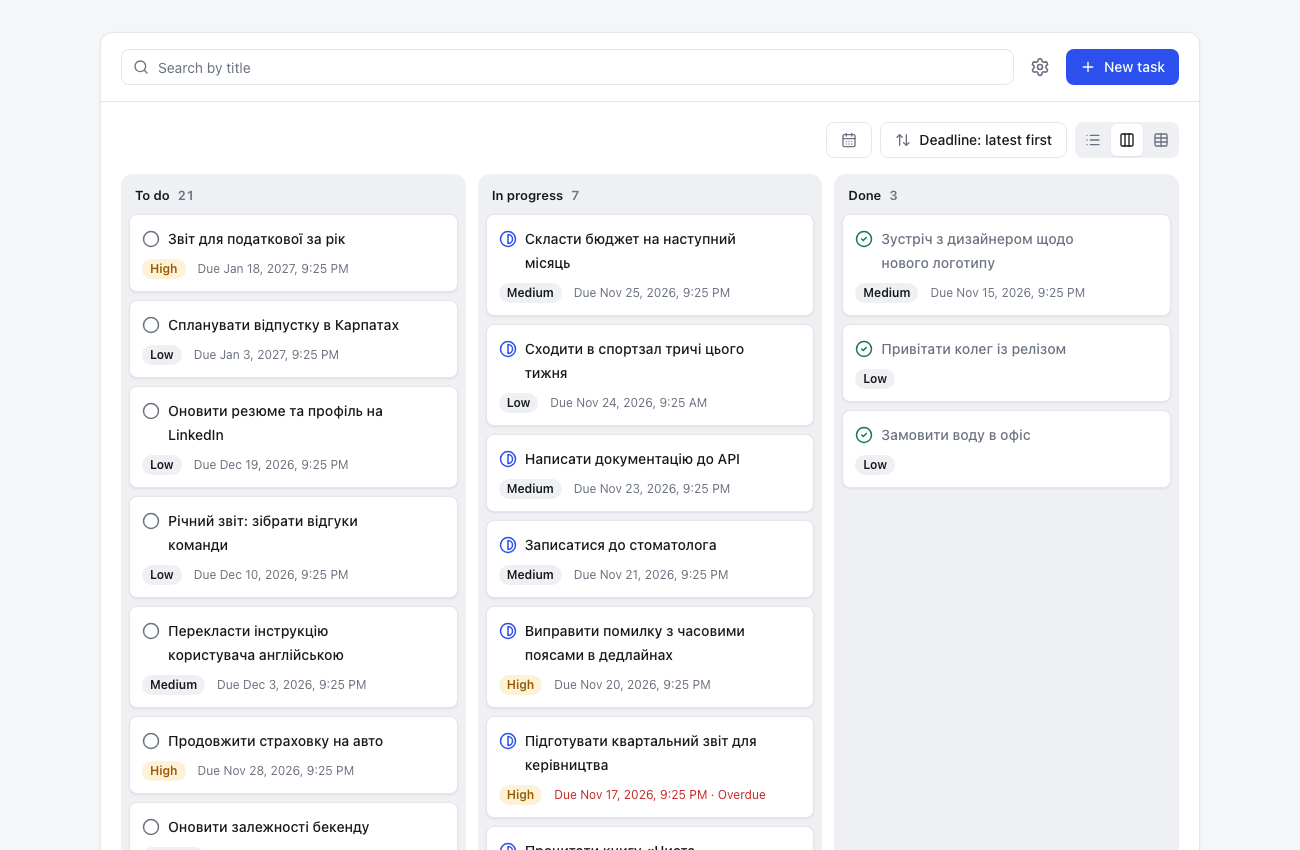 Search by title
New task
Deadline: latest first
To do 21
Звіт для податкової за рік
High Due Jan 18, 2027, 9:25 PM
Спланувати відпустку в Карпатах
Low Due Jan 3, 2027, 9:25 PM
Оновити резюме та профіль на
LinkedIn
Low Due Dec 19, 2026, 9:25 PM
Річний звіт: зібрати відгуки
команди
Low Due Dec 10, 2026, 9:25 PM
Перекласти інструкцію
користувача англійською
Medium Due Dec 3, 2026, 9:25 PM
Продовжити страховку на авто
High Due Nov 28, 2026, 9:25 PM
Оновити залежності бекенду
In progress 7
Скласти бюджет на наступний
місяць
Medium Due Nov 25, 2026, 9:25 PM
Сходити в спортзал тричі цього
тижня
Low Due Nov 24, 2026, 9:25 AM
Написати документацію до API
Medium Due Nov 23, 2026, 9:25 PM
Записатися до стоматолога
Medium Due Nov 21, 2026, 9:25 PM
Виправити помилку з часовими
поясами в дедлайнах
High Due Nov 20, 2026, 9:25 PM
Підготувати квартальний звіт для
керівництва
High Due Nov 17, 2026, 9:25 PM · Overdue
Прочитати книгу «Чиста
Done 3
Зустріч з дизайнером щодо
нового логотипу
Medium Due Nov 15, 2026, 9:25 PM
Привітати колег із релізом
Low
Замовити воду в офіс
Low